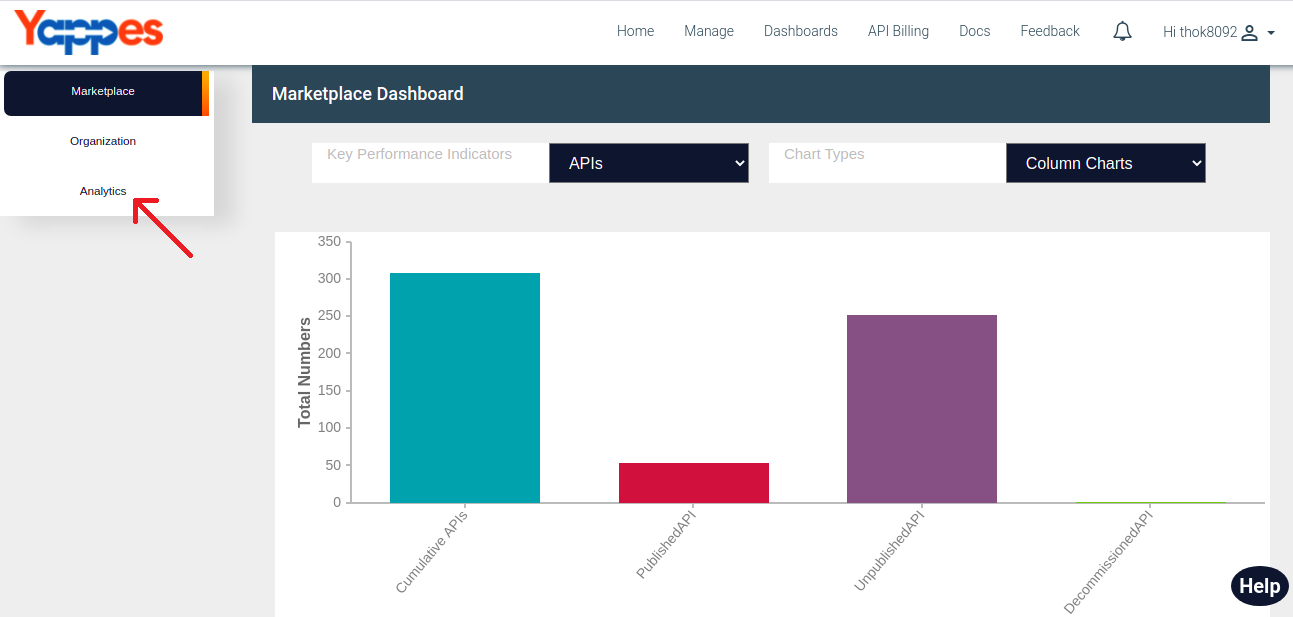 Yappes
Home Manage Dashboards API Billing Docs Feedback Hi thok8092
Marketplace
Organization
Analytics
Marketplace Dashboard
Key Performance Indicators APIs Chart Types Column Charts
Total Numbers
350
300
250
200
150
100
50
0
Cumulative APIs
PublishedAPI
UnpublishedAPI
DecommissionedAPI
Help